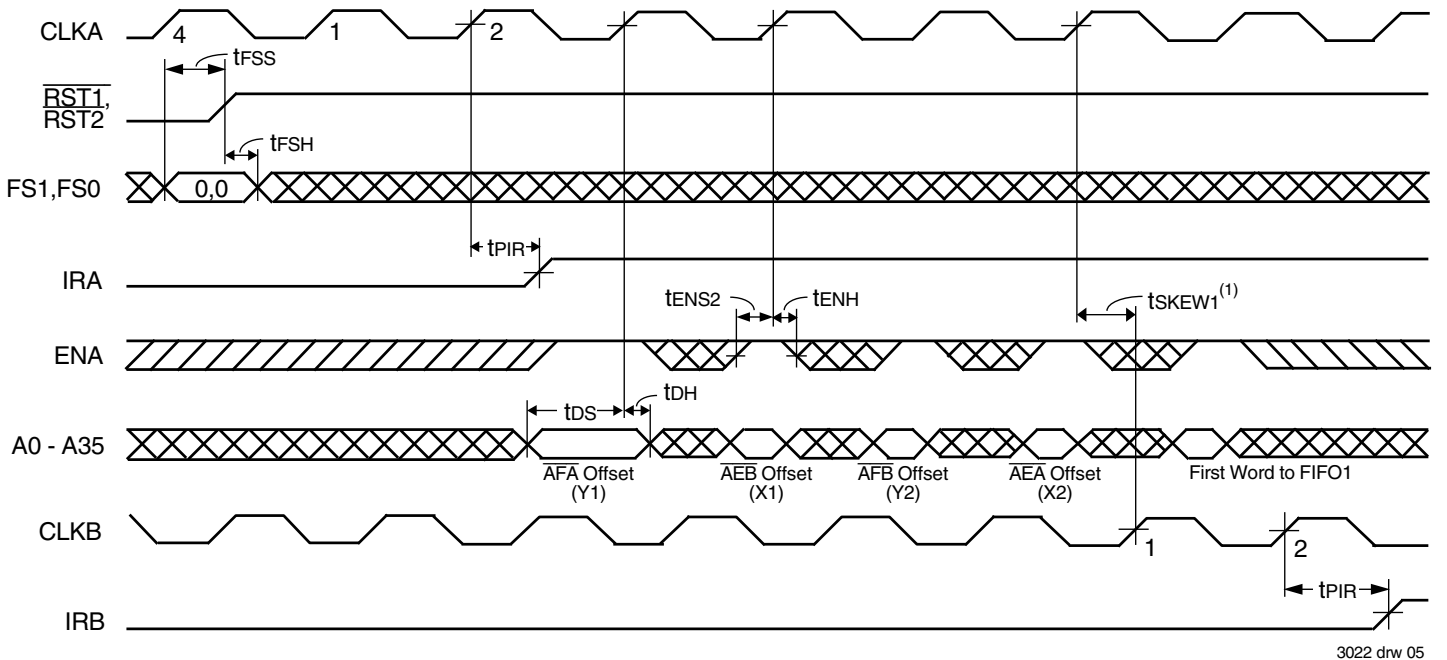 CLKA 4 1 2
tFSS
RST1,
RST2
tFSH
FS1,FS0 0,0
tPIR
IRA
tENS2 tENH tSKEW1(1)
ENA
tDS tDH
A0 - A35
AFA Offset AEB Offset AFB Offset AEA Offset First Word to FIFO1
(Y1) (X1) (Y2) (X2)
CLKB 1 2
tPIR
IRB
3022 drw 05